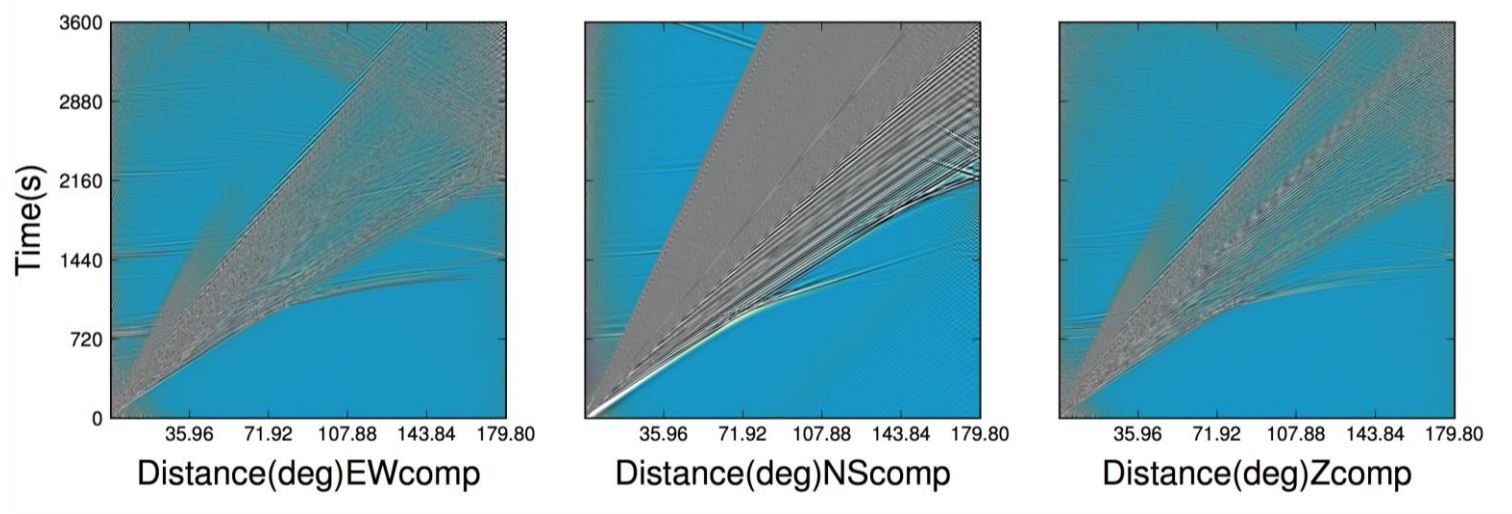 3600
2880
2160
1440
720
0
Time(s)
35.96 71.92 107.88 143.84 179.80
35.96 71.92 107.88 143.84 179.80
35.96 71.92 107.88 143.84 179.80
Distance(deg)EWcomp
Distance(deg)NScomp
Distance(deg)Zcomp